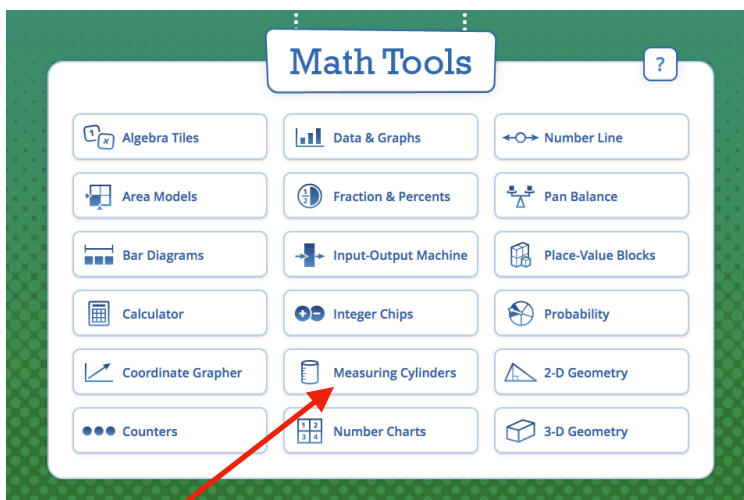 Math Tools
?
Algebra Tiles
Data & Graphs
Number Line
Area Models
Fraction & Percents
Pan Balance
Bar Diagrams
Input-Output Machine
Place-Value Blocks
Calculator
Integer Chips
Probability
Coordinate Grapher
Measuring Cylinders
2-D Geometry
Counters
Number Charts
3-D Geometry